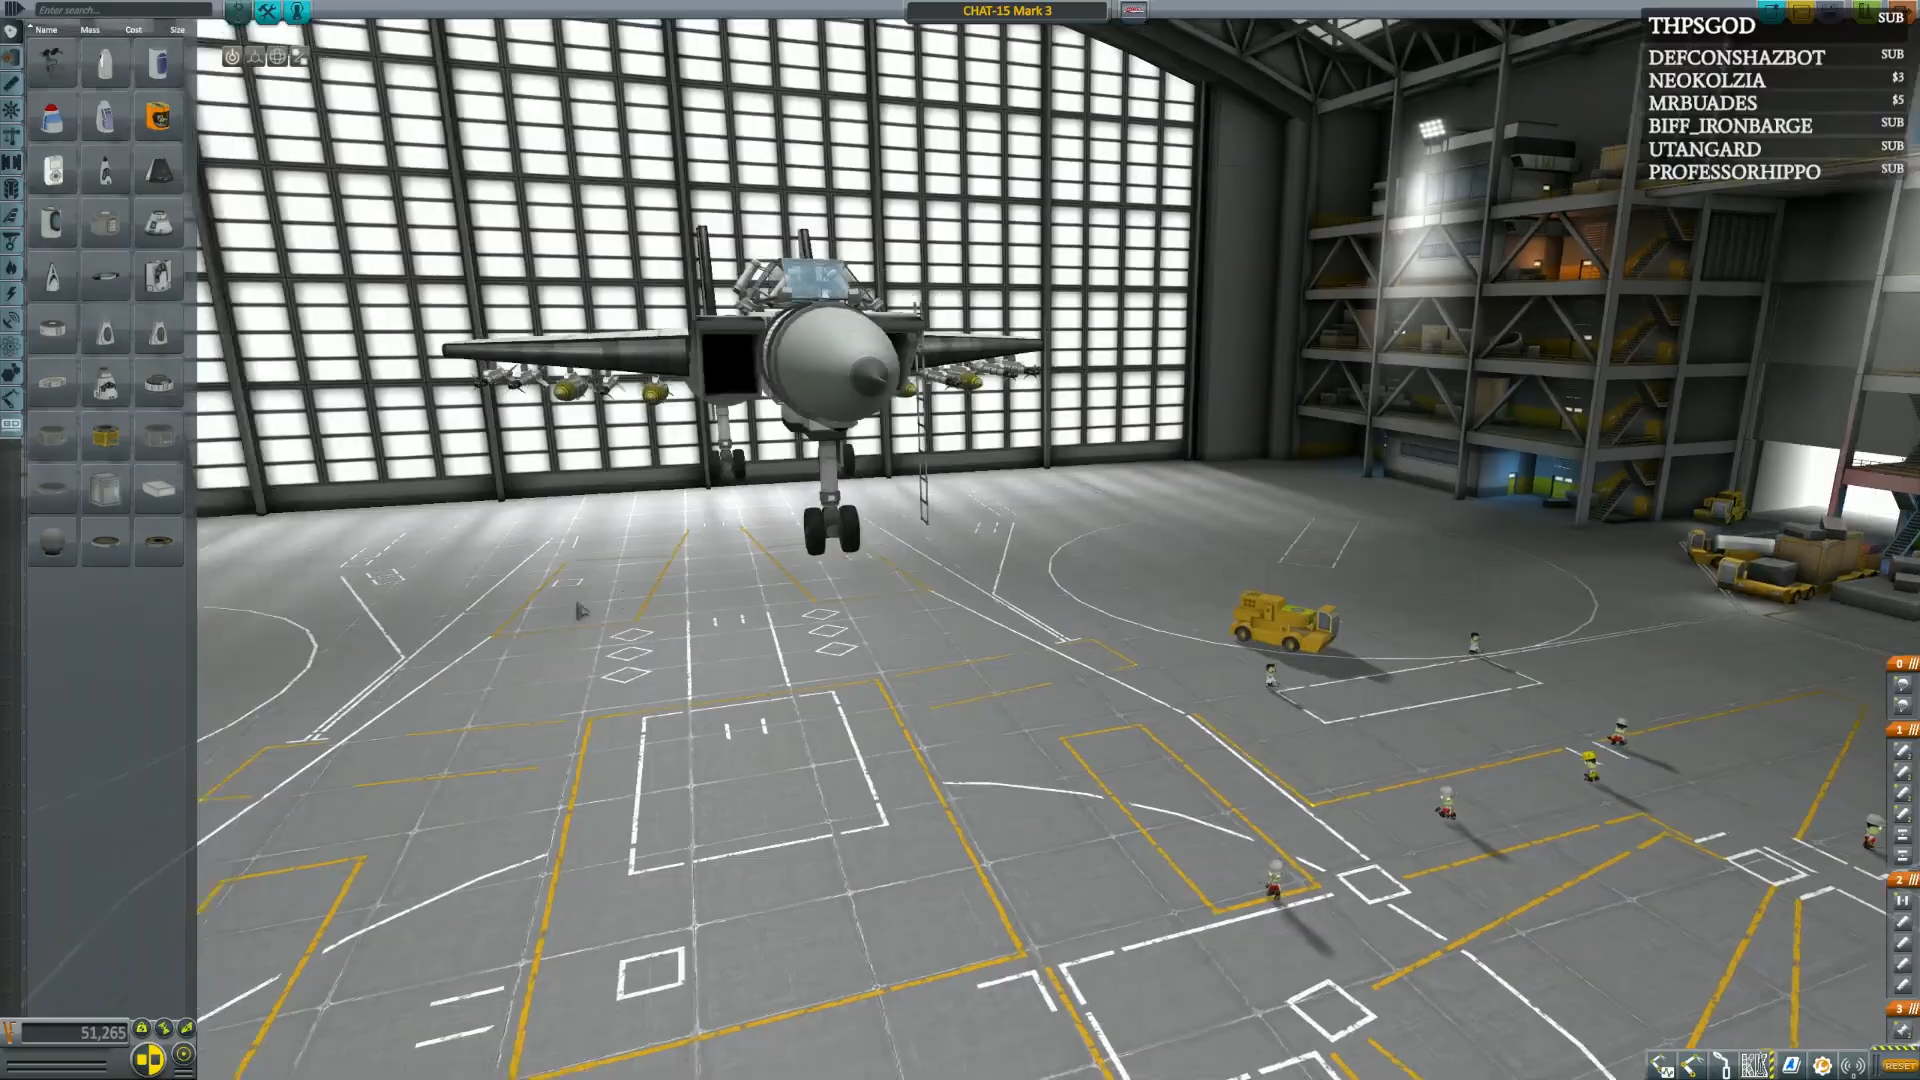 Enter search...
CHAT-15 Mark 3
Name Mass Cost Size
THPSGOD SUB
DEFCONSHAZBOT SUB
NEOKOLZIA $3
MRBUADES $5
BIFF_IRONBARGE SUB
UTANGARD SUB
PROFESSORHIPPO SUB
0
1
2
3
51,265
RESET